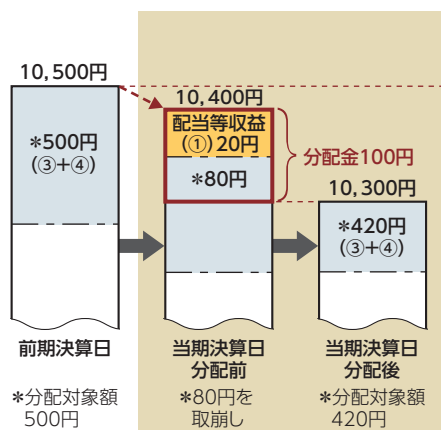 10,500円
*500円
(③+④)
前期決算日
*分配対象額
500円
10,400円
配当等収益
(①)20円
*80円
分配金100円
当期決算日
分配前
*80円を
取崩し
10,300円
*420円
(③+④)
当期決算日
分配後
*分配対象額
420円